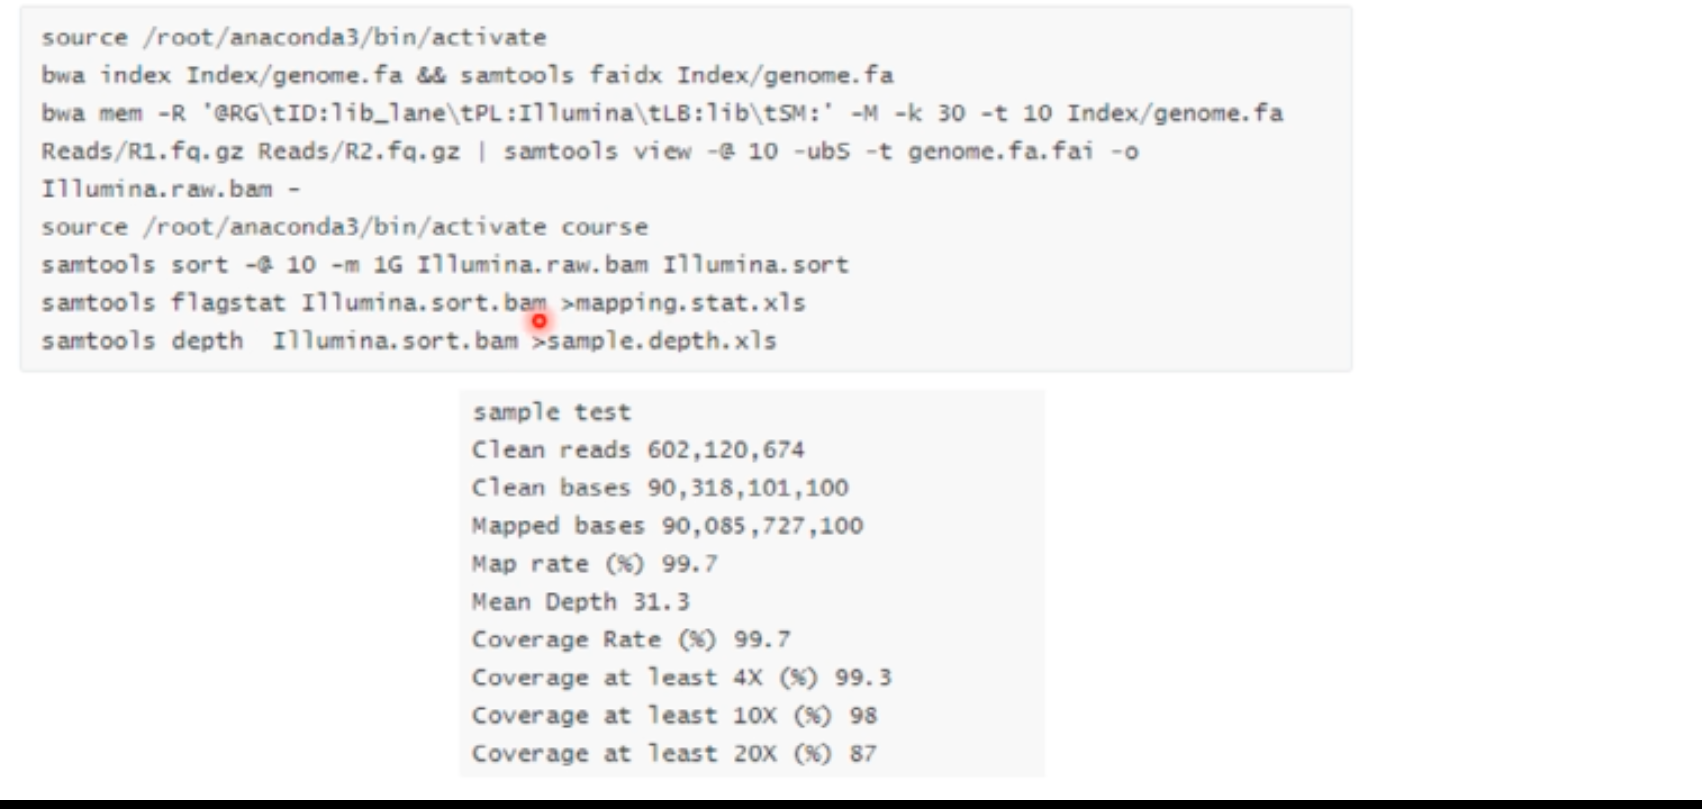 source /root/anaconda3/bin/activate
bwa index Index/genome.fa && samtools faidx Index/genome.fa
bwa mem -R '@RG\tID:lib_lane\tPL:Illumina\tLB:lib\tSM:' -M -k 30 -t 10 Index/genome.fa
Reads/R1.fq.gz Reads/R2.fq.gz | samtools view -@ 10 -ubS -t genome.fa.fai -o
Illumina.raw.bam -
source /root/anaconda3/bin/activate course
samtools sort -@ 10 -m 1G Illumina.raw.bam Illumina.sort
samtools flagstat Illumina.sort.bam >mapping.stat.xls
samtools depth  Illumina.sort.bam >sample.depth.xls
sample test
Clean reads 602,120,674
Clean bases 90,318,101,100
Mapped bases 90,085,727,100
Map rate (%) 99.7
Mean Depth 31.3
Coverage Rate (%) 99.7
Coverage at least 4X (%) 99.3
Coverage at least 10X (%) 98
Coverage at least 20X (%) 87